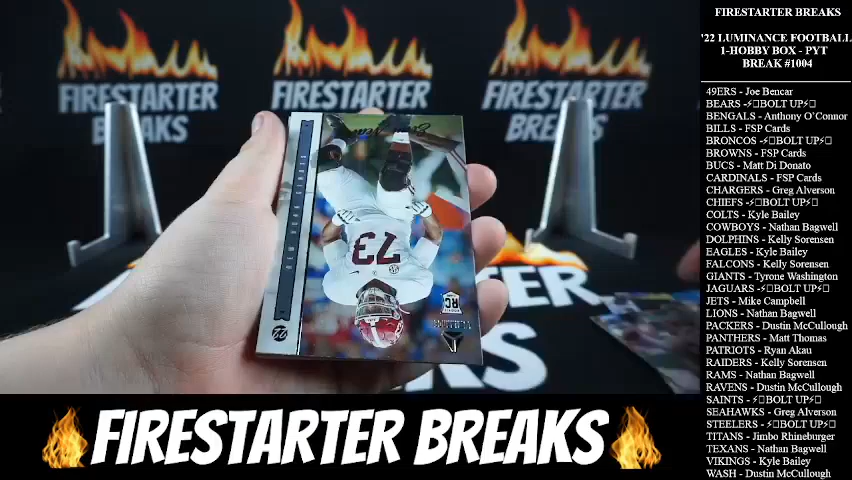 FIRESTARTER
BREAKS
FIRESTARTER
FIRESTARTER
BREAKS
73
RC
FIRESTARTER BREAKS
FIRESTARTER BREAKS
'22 LUMINANCE FOOTBALL
1-HOBBY BOX - PYT
BREAK #1004
49ERS - Joe Bencar
BEARS -⚡▯BOLT UP⚡▯
BENGALS - Anthony O'Connor
BILLS - FSP Cards
BRONCOS -⚡▯BOLT UP⚡▯
BROWNS - FSP Cards
BUCS - Matt Di Donato
CARDINALS - FSP Cards
CHARGERS - Greg Alverson
CHIEFS -⚡▯BOLT UP⚡▯
COLTS - Kyle Bailey
COWBOYS - Nathan Bagwell
DOLPHINS - Kelly Sorensen
EAGLES - Kyle Bailey
FALCONS - Kelly Sorensen
GIANTS - Tyrone Washington
JAGUARS -⚡▯BOLT UP⚡▯
JETS - Mike Campbell
LIONS - Nathan Bagwell
PACKERS - Dustin McCullough
PANTHERS - Matt Thomas
PATRIOTS - Ryan Akau
RAIDERS - Kelly Sorensen
RAMS - Nathan Bagwell
RAVENS - Dustin McCullough
SAINTS - ⚡▯BOLT UP⚡▯
SEAHAWKS - Greg Alverson
STEELERS - ⚡▯BOLT UP⚡▯
TITANS - Jimbo Rhineburger
TEXANS - Nathan Bagwell
VIKINGS - Kyle Bailey
WASH - Dustin McCullough